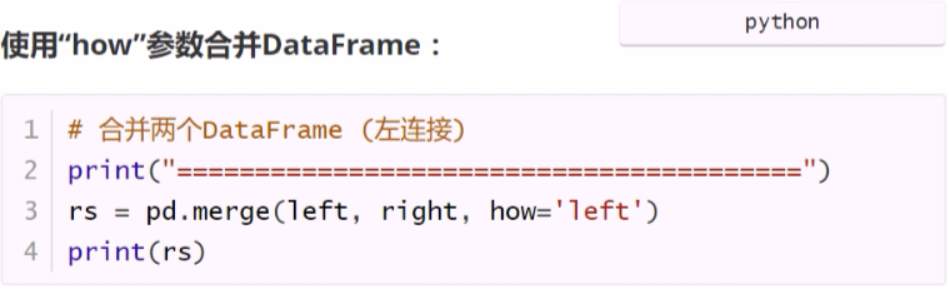 python
使用“how”参数合并DataFrame：
1 # 合并两个DataFrame (左连接)
2 print("========================================")
3 rs = pd.merge(left, right, how='left')
4 print(rs)